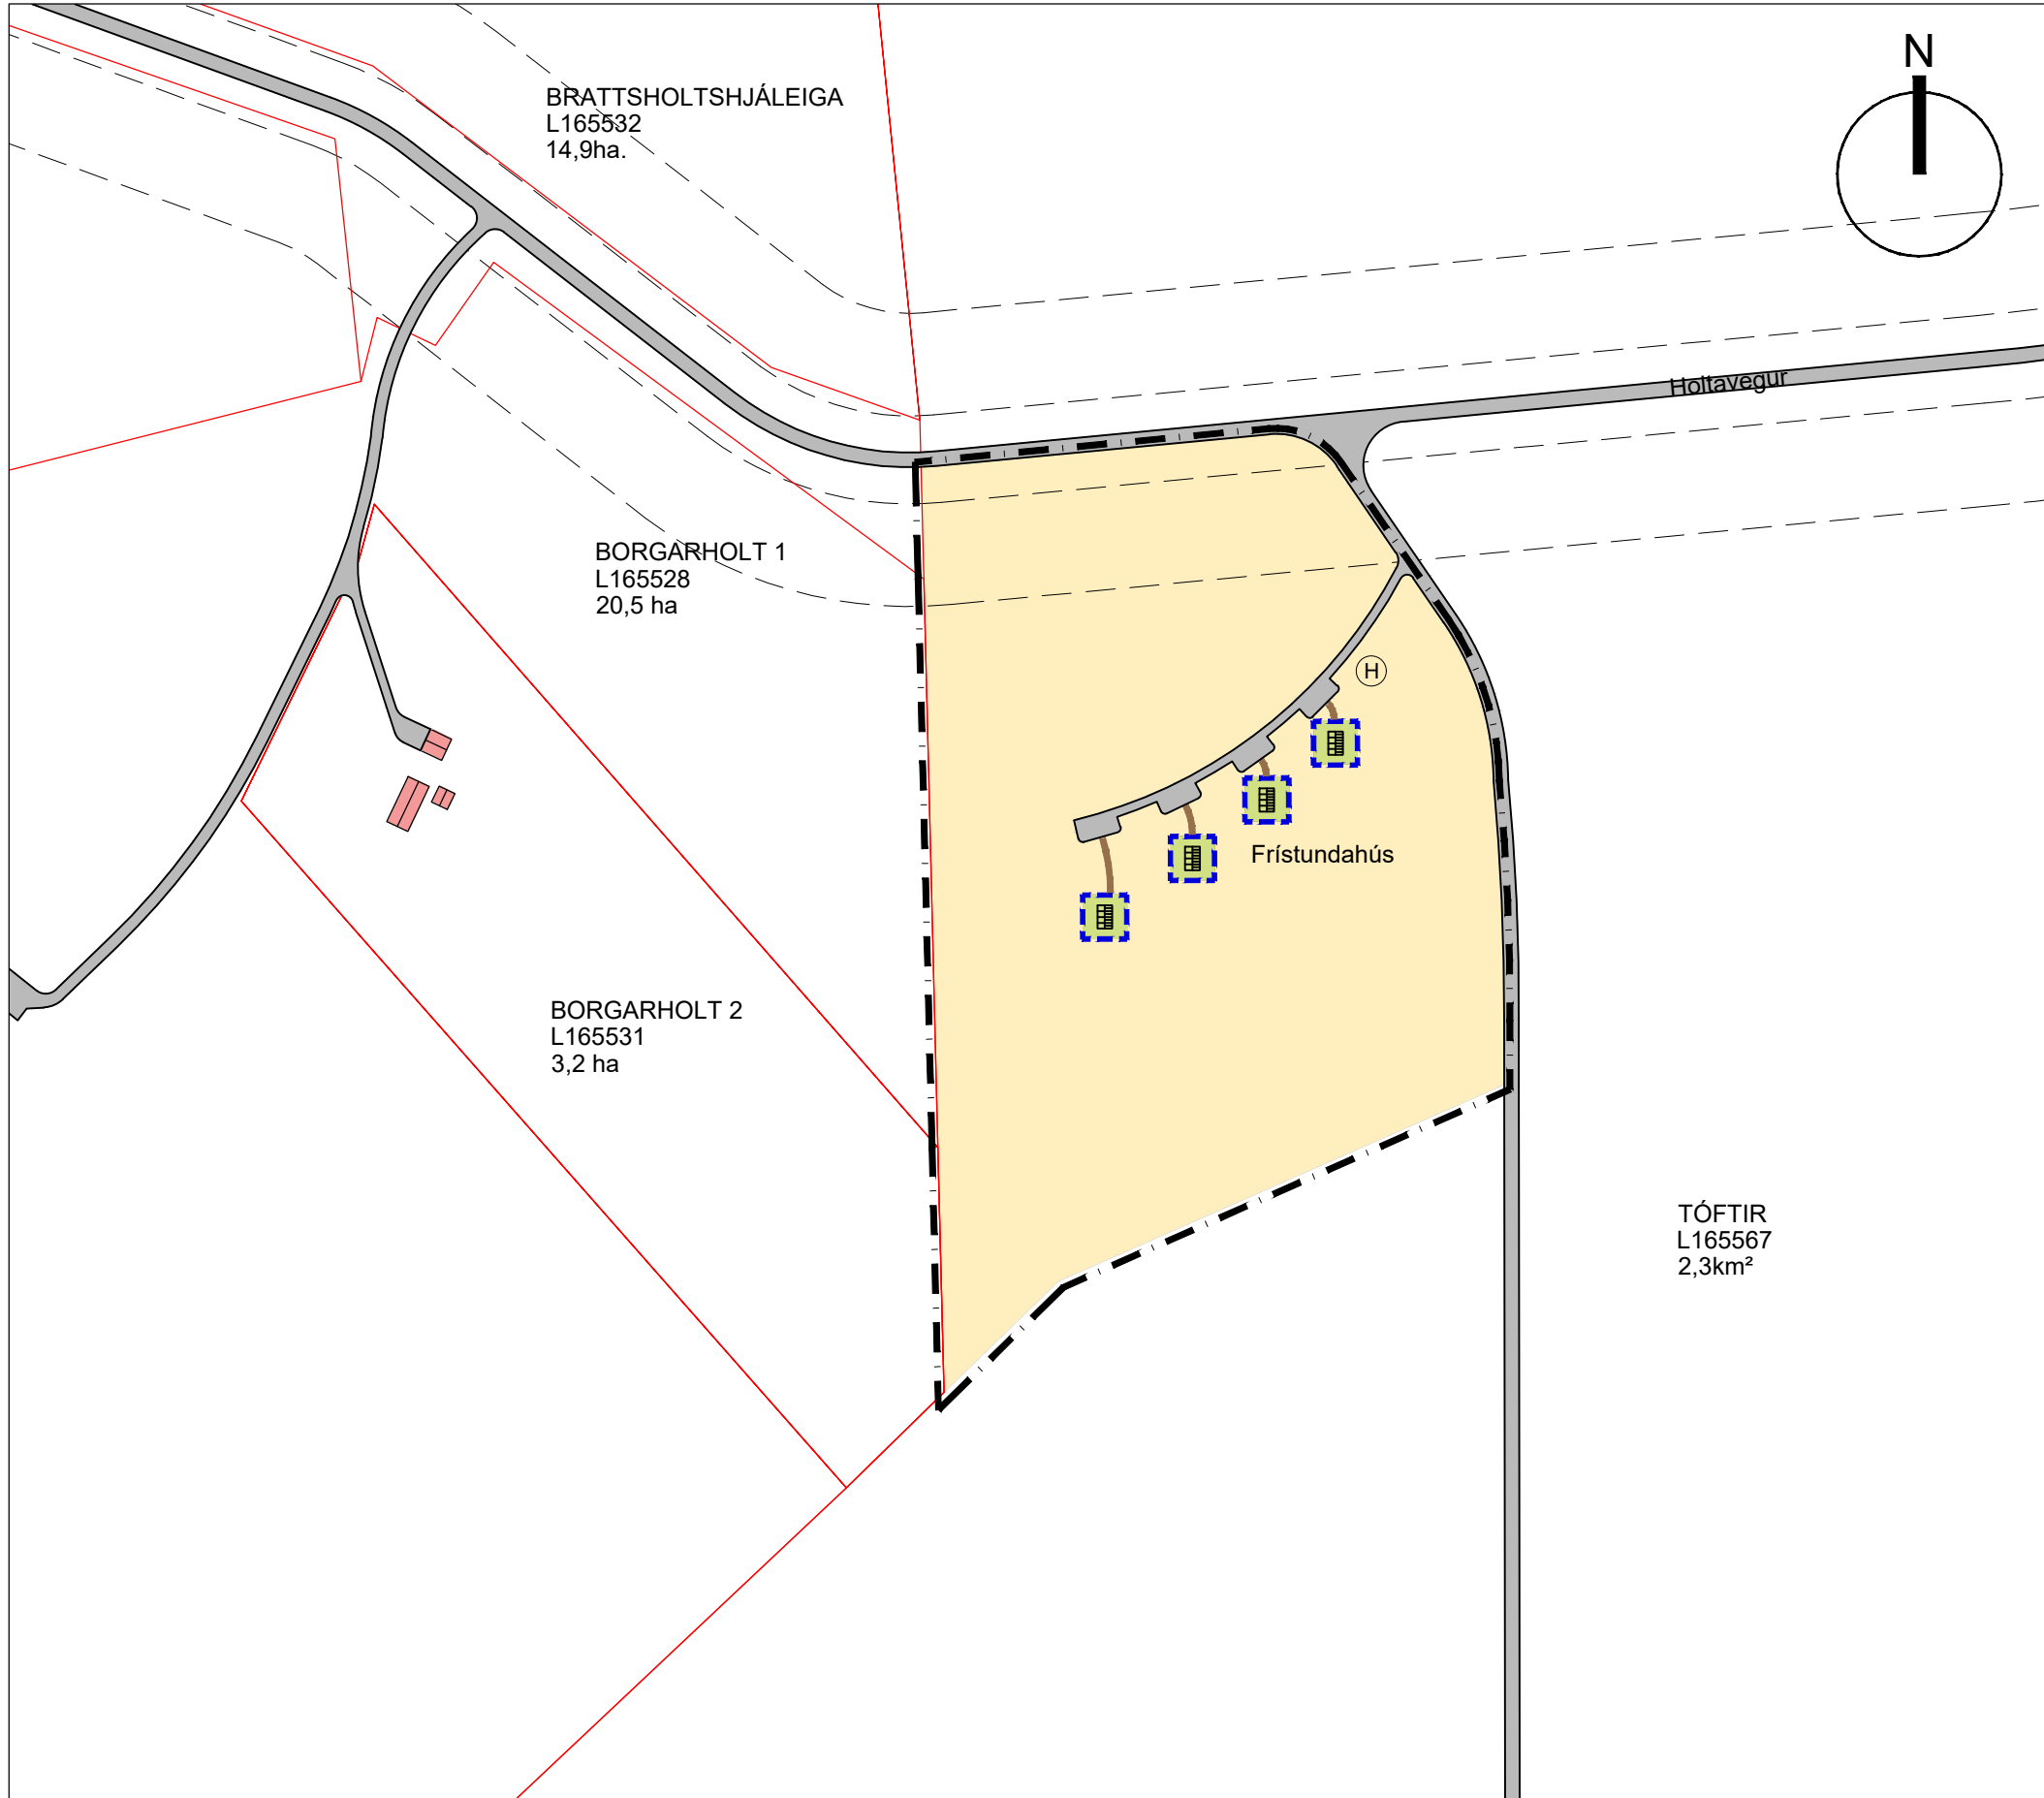 BRATTSHOLTSHJÁLEIGA
L165532
14,9ha.
N
Holtavegur
BORGARHOLT 1
L165528
20,5 ha
H
Frístundahús
BORGARHOLT 2
L165531
3,2 ha
TÓFTIR
L165567
2,3km²